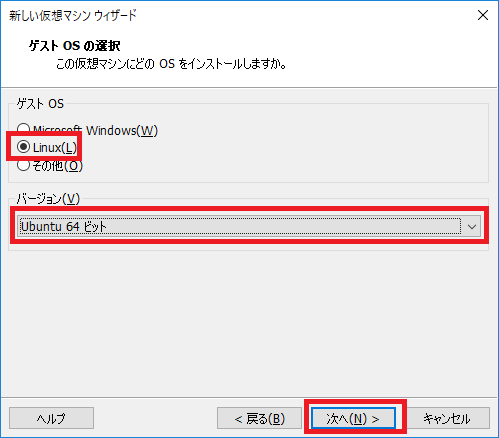 新しい仮想マシン ウィザード
ゲスト OS の選択
この仮想マシンにどの OS をインストールしますか。
ゲスト OS
Microsoft Windows(W)
Linux(L)
その他(O)
バージョン(V)
Ubuntu 64 ビット
ヘルプ
< 戻る(B)
次へ(N) >
キャンセル